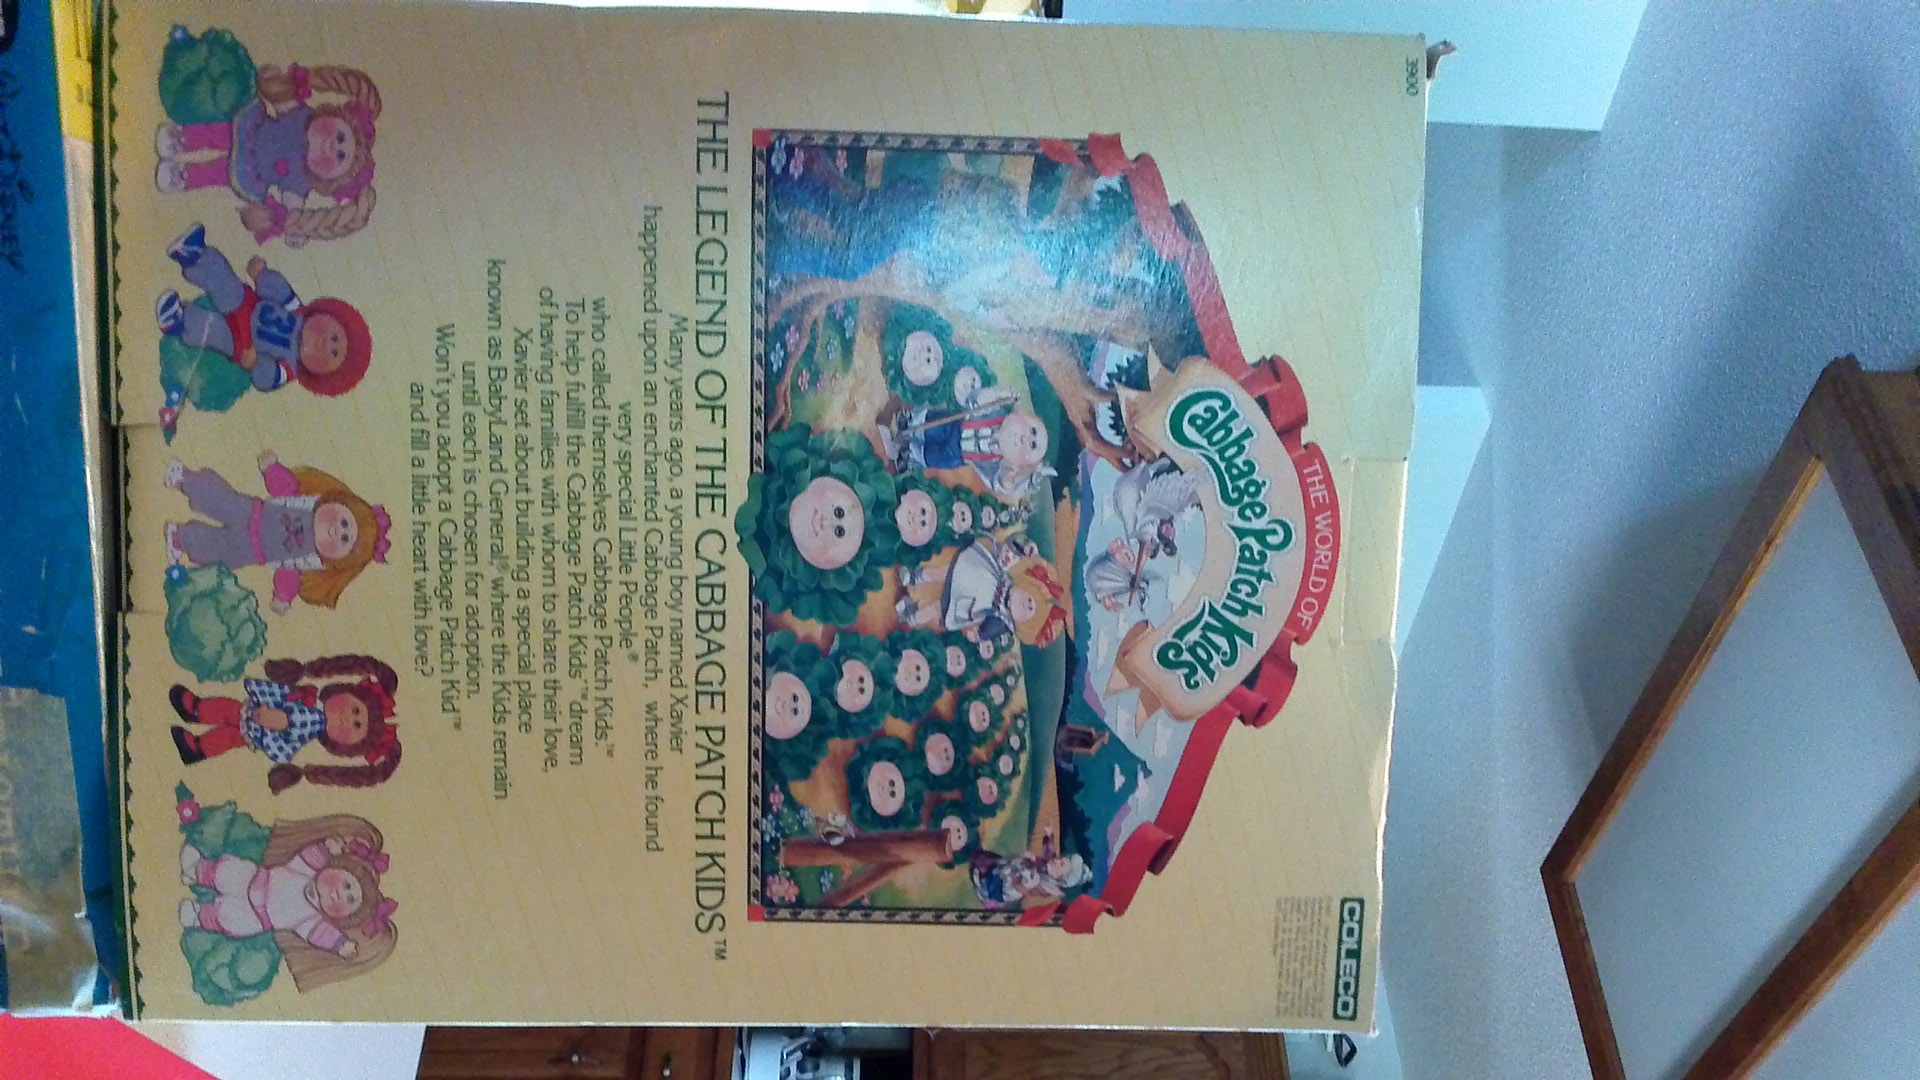 3900
COLECO
THE WORLD OF
Cabbage Patch Kids
THE LEGEND OF THE CABBAGE PATCH KIDS™
Many years ago, a young boy named Xavier
happened upon an enchanted Cabbage Patch, where he found
very special Little People®
who called themselves Cabbage Patch Kids.™
To help fulfill the Cabbage Patch Kids™ dream
of having families with whom to share their love,
Xavier set about building a special place
known as BabyLand General,® where the Kids remain
until each is chosen for adoption.
Won't you adopt a Cabbage Patch Kid™
and fill a little heart with love?
31